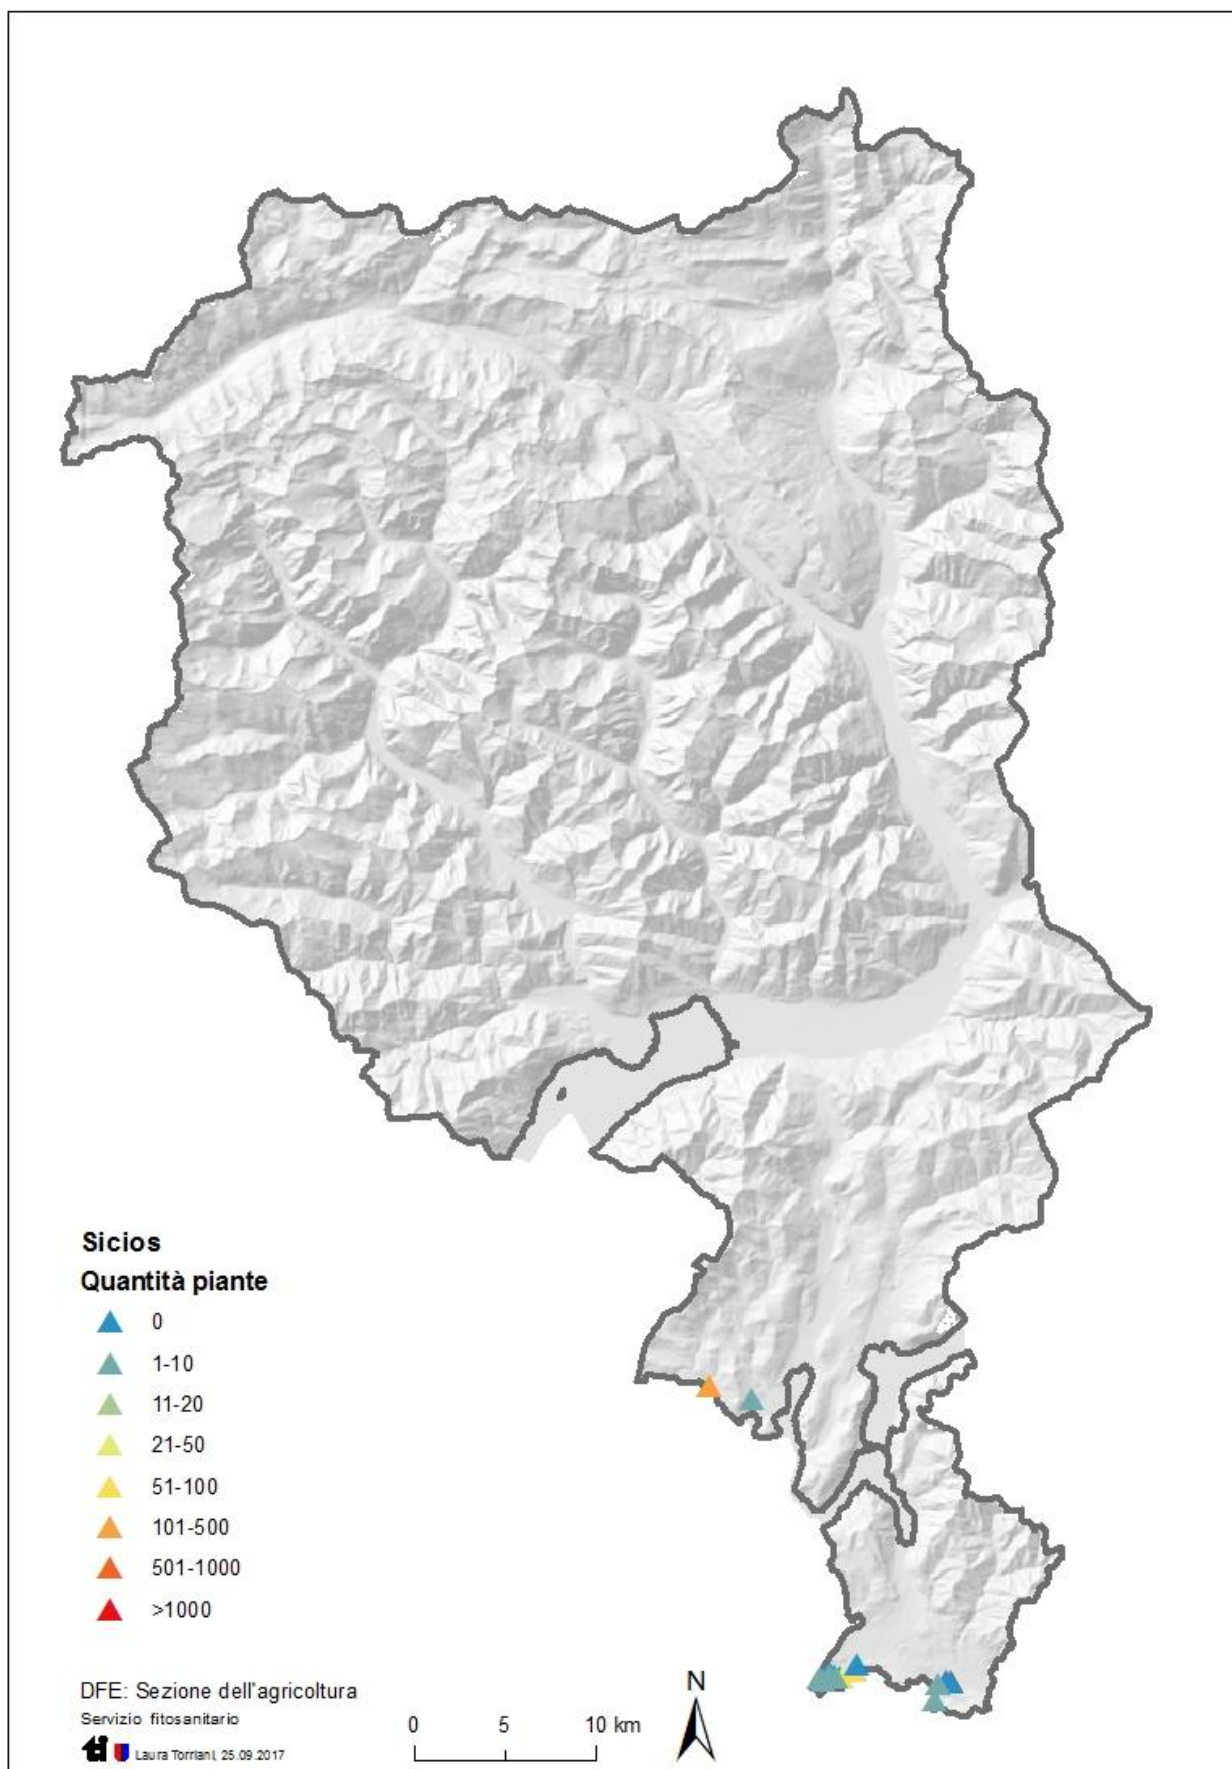 Sicios
Quantità piante
0
1-10
11-20
21-50
51-100
101-500
501-1000
>1000
DFE: Sezione dell'agricoltura
Servizio fitosanitario
ti Laura Torriani, 25.09.2017
0 5 10 km
N